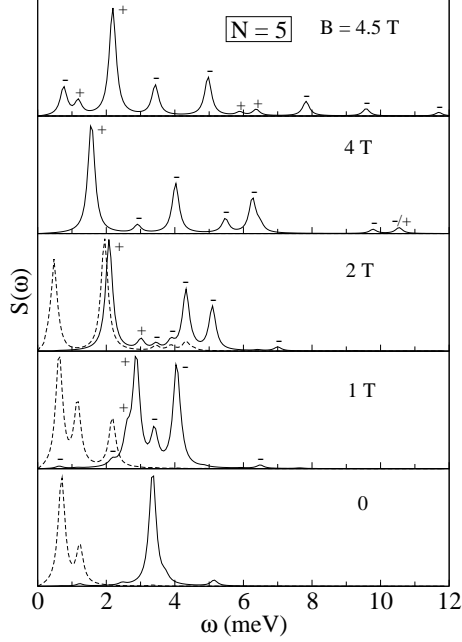 N = 5
B = 4.5 T
- + + - - + + - - -
4 T
+ - - - - - -/+
2 T
+ + - - - - -
1 T
+ + - - - - -
0
S(ω)
0 2 4 6 8 10 12
ω (meV)